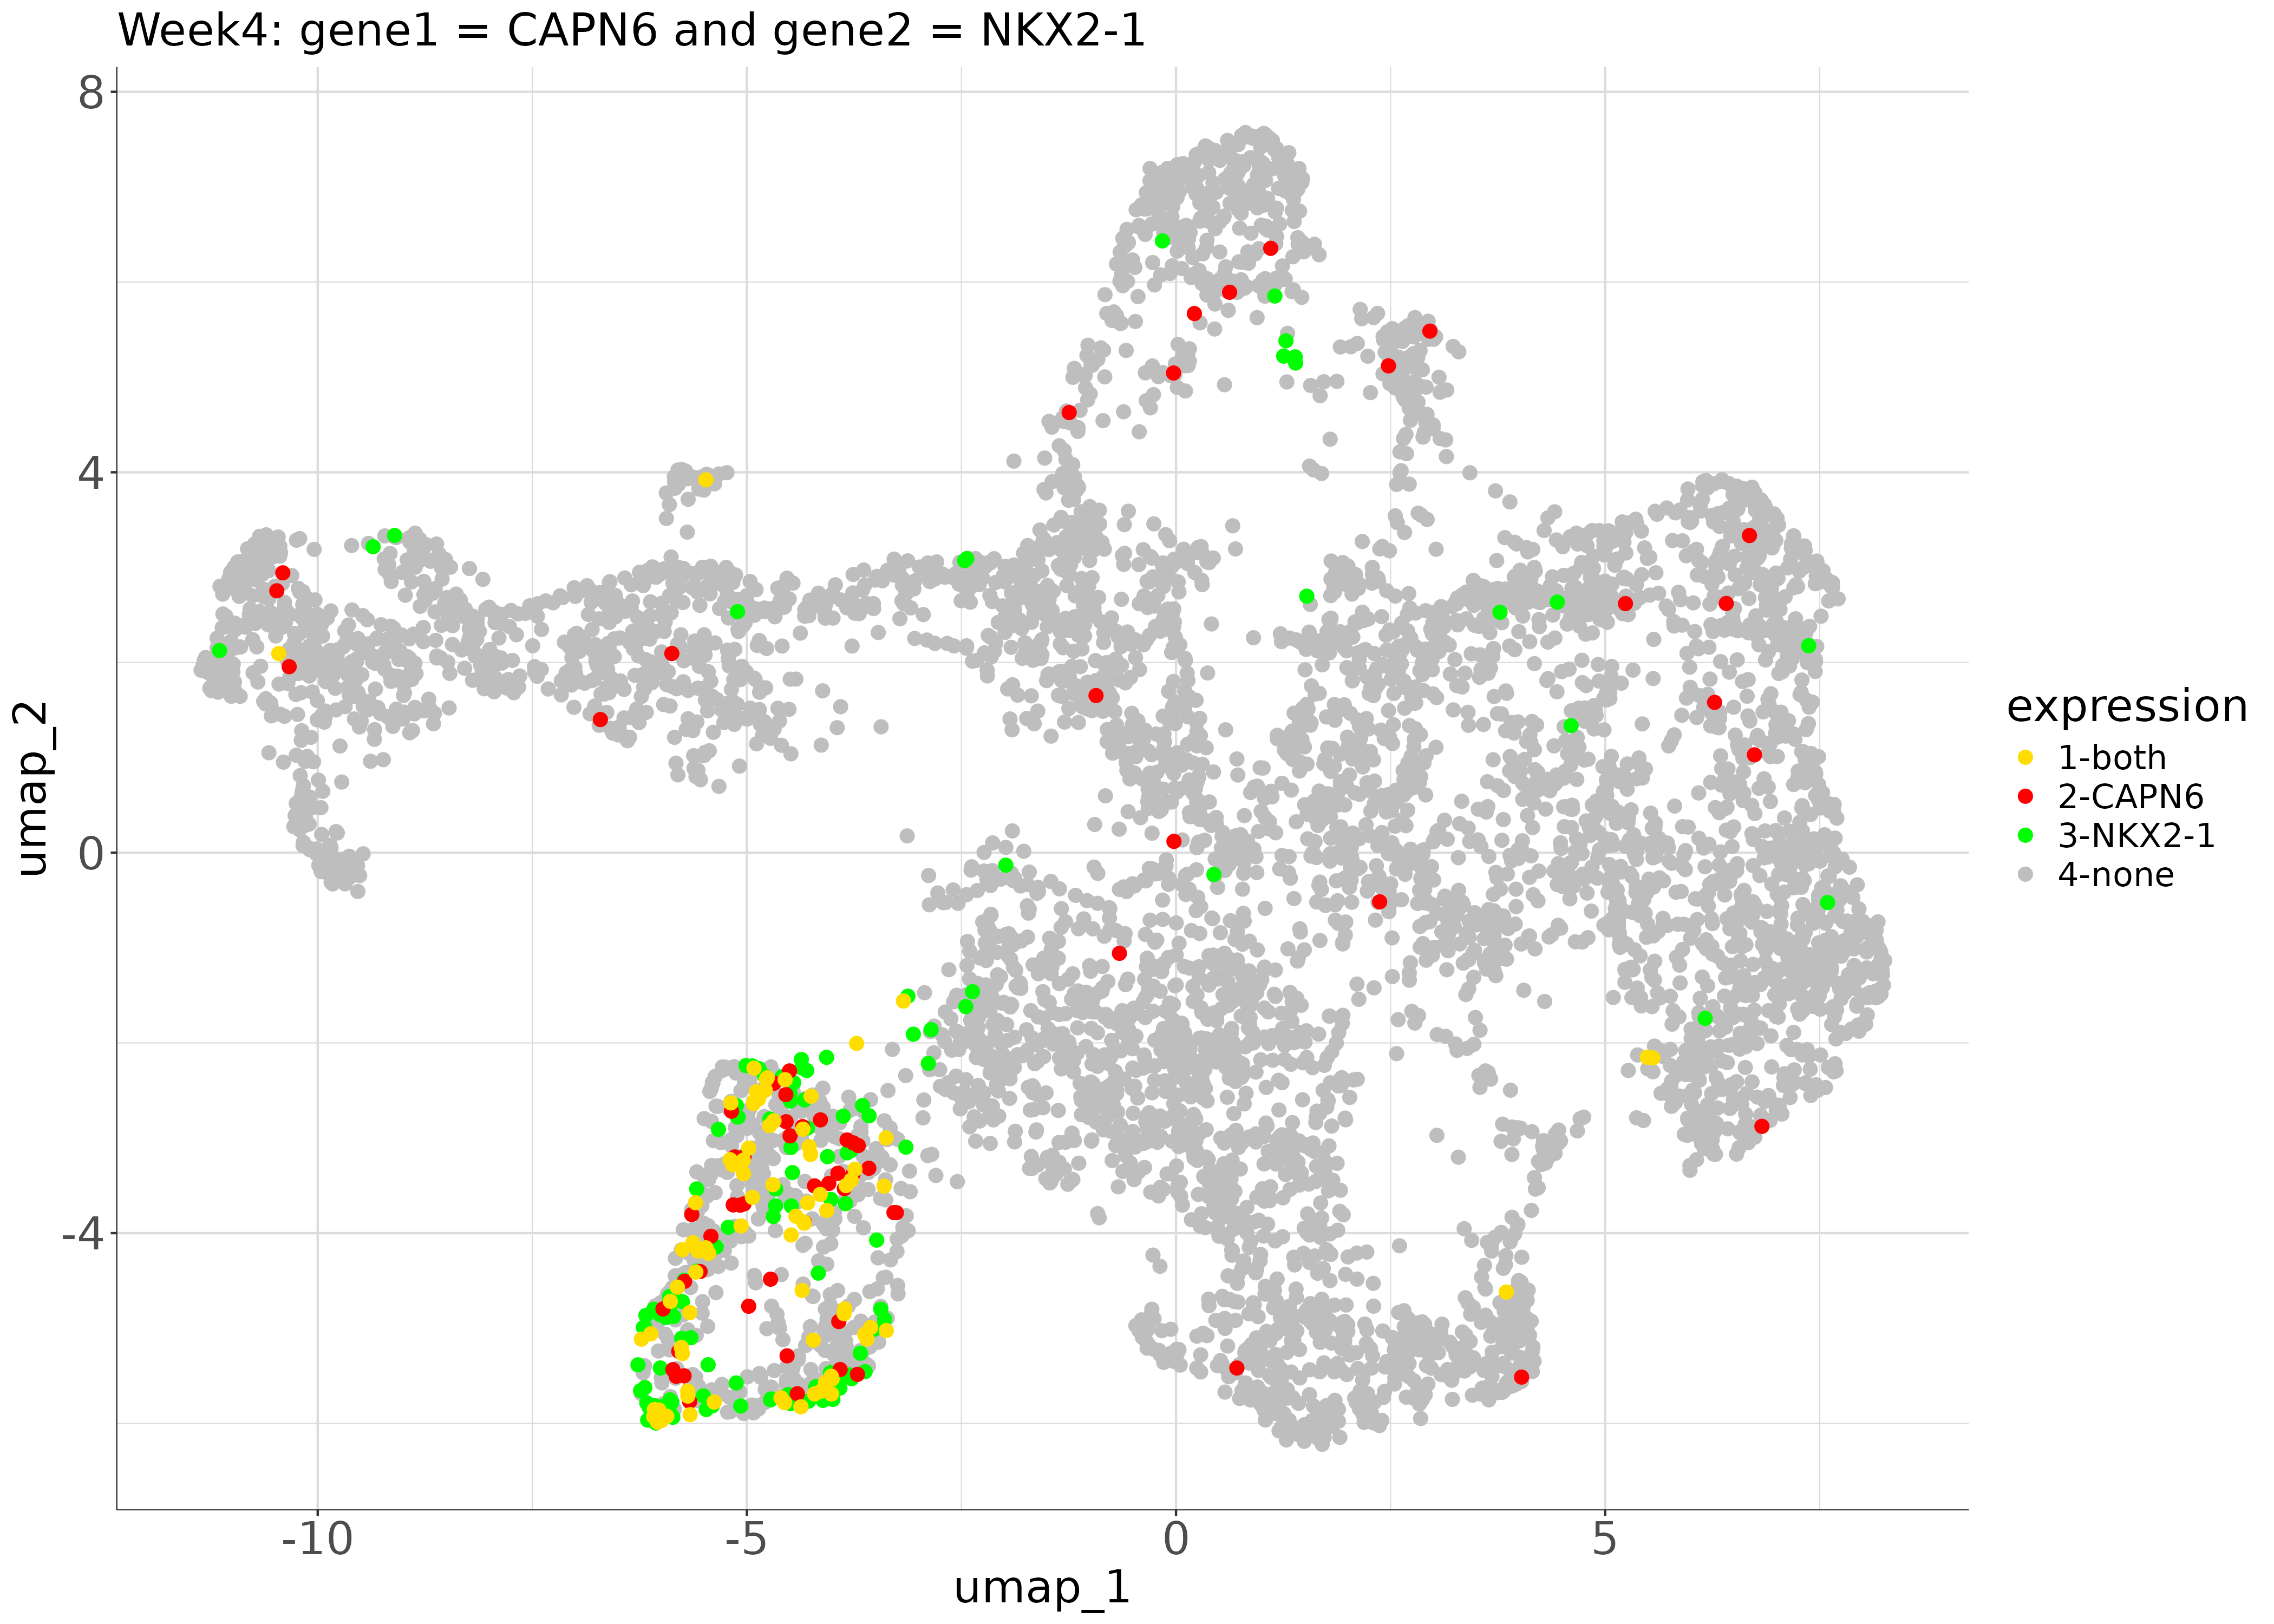 Week4: gene1 = CAPN6 and gene2 = NKX2-1
8
4
0
-4
umap_2
-10
-5
0
5
umap_1
expression
1-both
2-CAPN6
3-NKX2-1
4-none